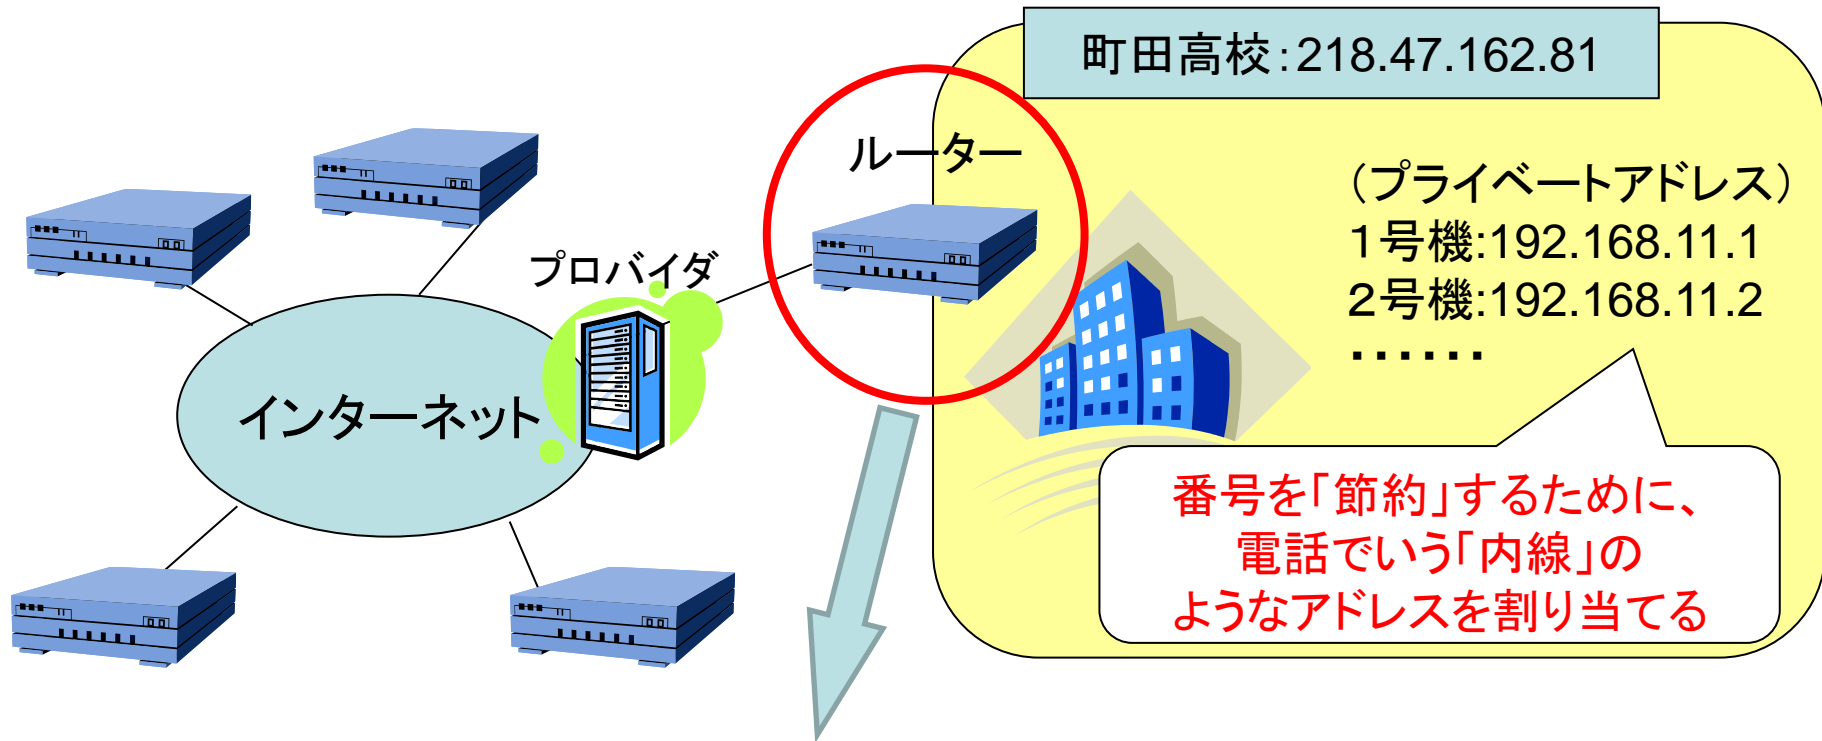 町田高校:218.47.162.81
ルーター
(プライベートアドレス)
1号機:192.168.11.1
2号機:192.168.11.2
・・・・・・
プロバイダ
インターネット
番号を「節約」するために、
電話でいう「内線」の
ようなアドレスを割り当てる